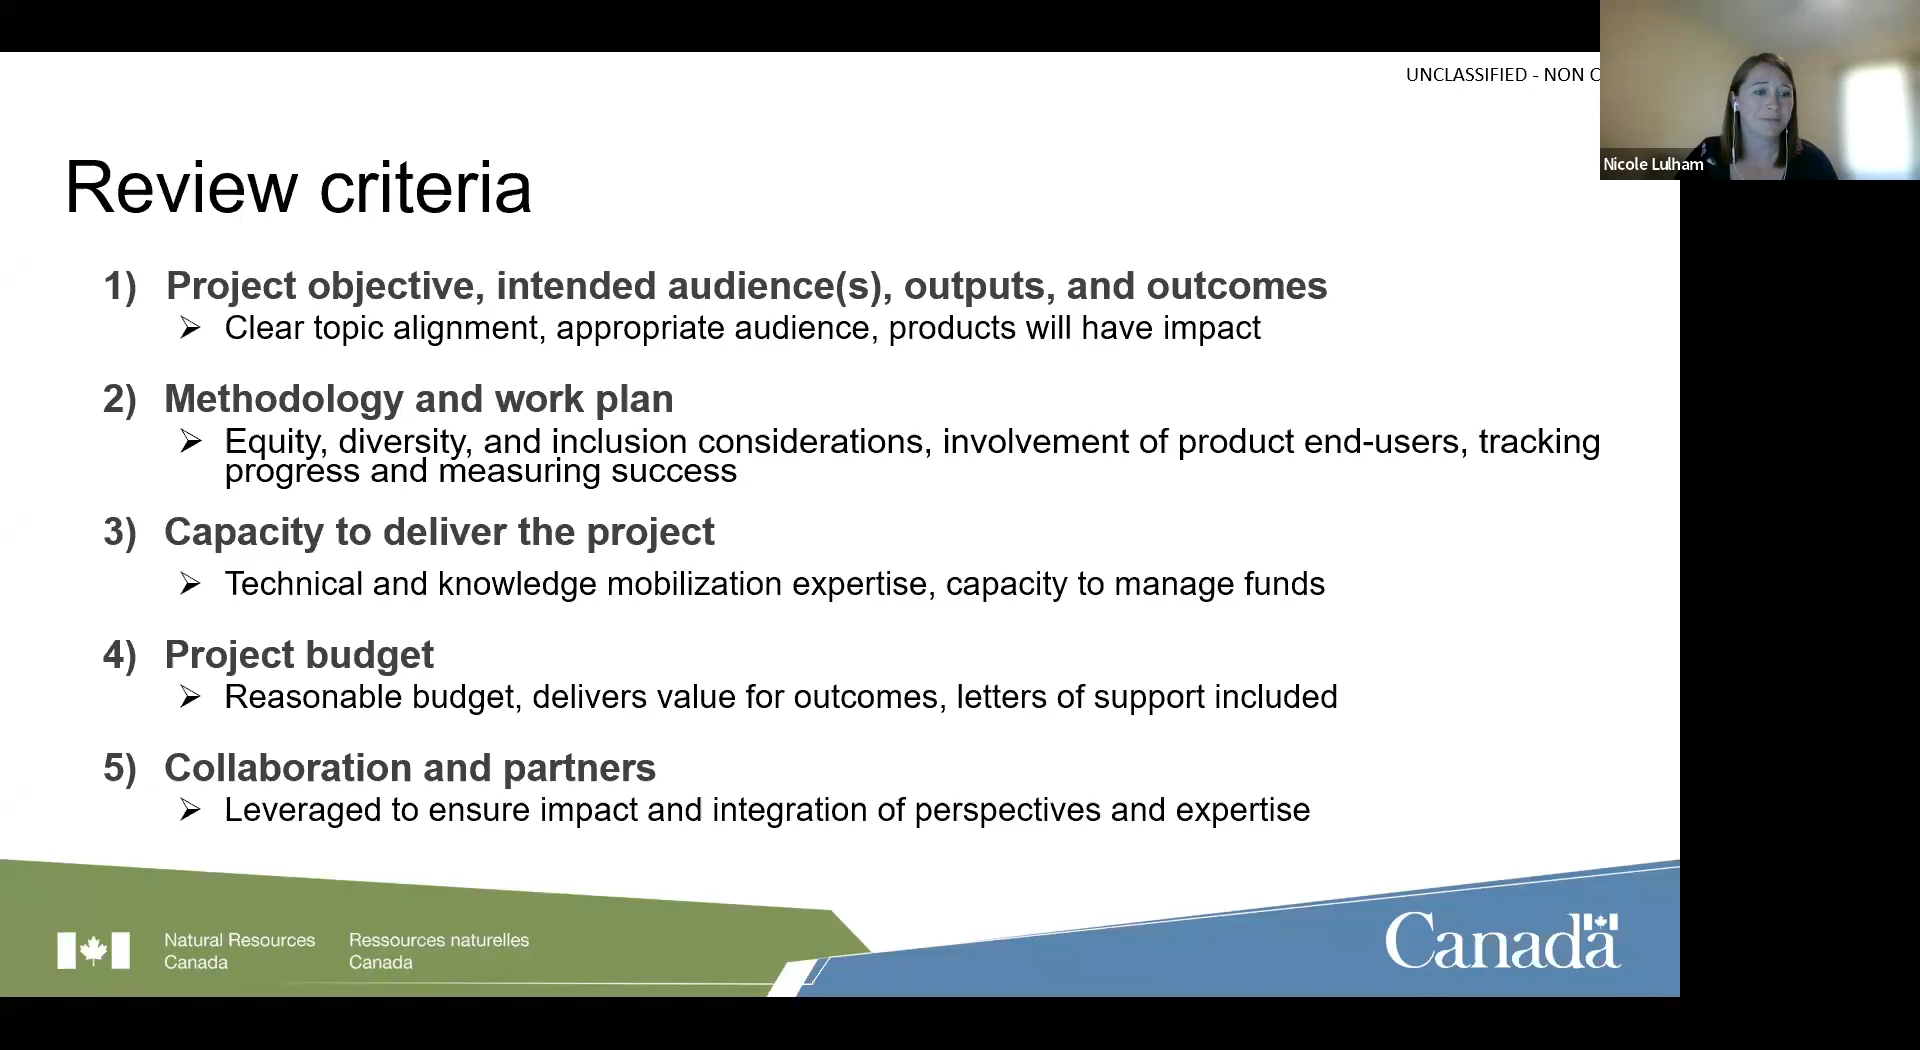 UNCLASSIFIED - NON
Nicole Lulham
Review criteria
1) Project objective, intended audience(s), outputs, and outcomes
➢ Clear topic alignment, appropriate audience, products will have impact
2) Methodology and work plan
➢ Equity, diversity, and inclusion considerations, involvement of product end-users, tracking
progress and measuring success
3) Capacity to deliver the project
➢ Technical and knowledge mobilization expertise, capacity to manage funds
4) Project budget
➢ Reasonable budget, delivers value for outcomes, letters of support included
5) Collaboration and partners
➢ Leveraged to ensure impact and integration of perspectives and expertise
Natural Resources
Canada
Ressources naturelles
Canada
Canada